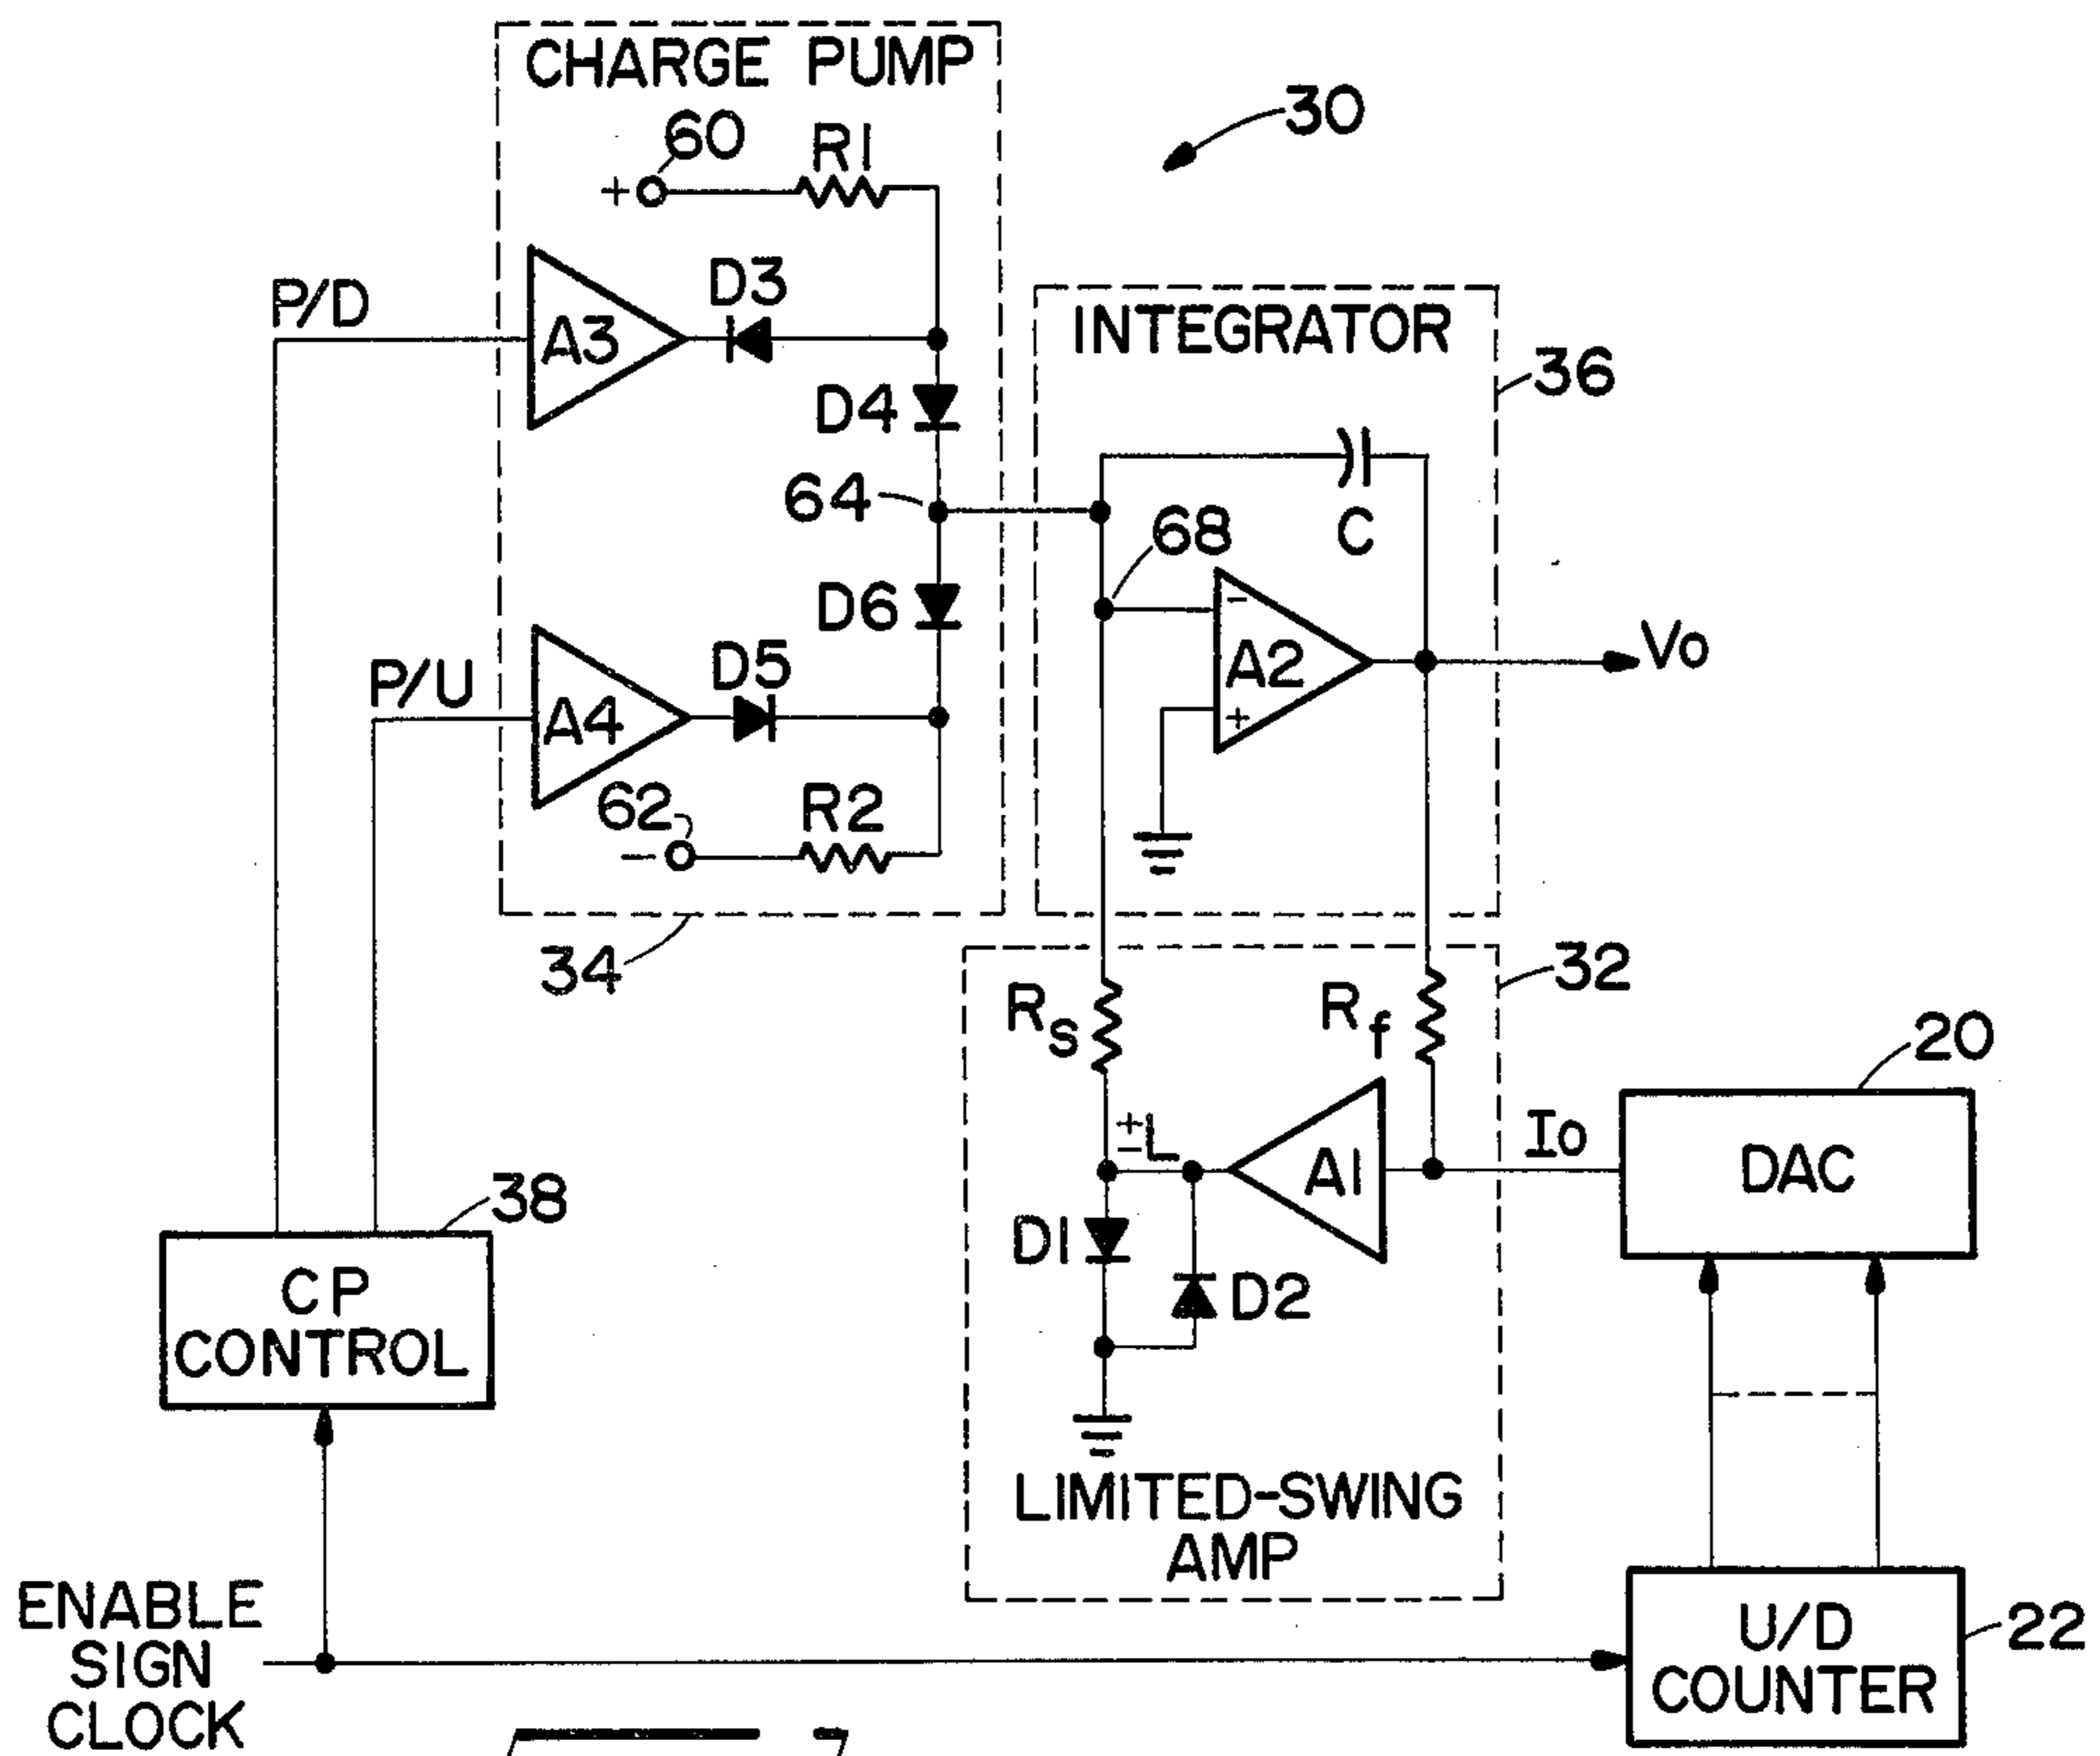 CHARGE PUMP
30
60
R1
+
P/D
A3
D3
INTEGRATOR
36
D4
C
64
68
-
D6
A2
Vo
P/U
A4
D5
+
62
R2
-
34
32
Rs
Rf
20
±L
Io
DAC
A1
38
D1
D2
CP
CONTROL
LIMITED-SWING
AMP
ENABLE
SIGN
CLOCK
U/D
COUNTER
22